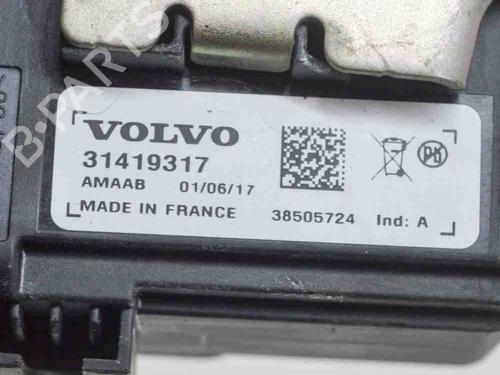 VOLVO
31419317
AMAAB 01/06/17
MADE IN FRANCE 38505724 Ind: A
Pb
B-PARTS